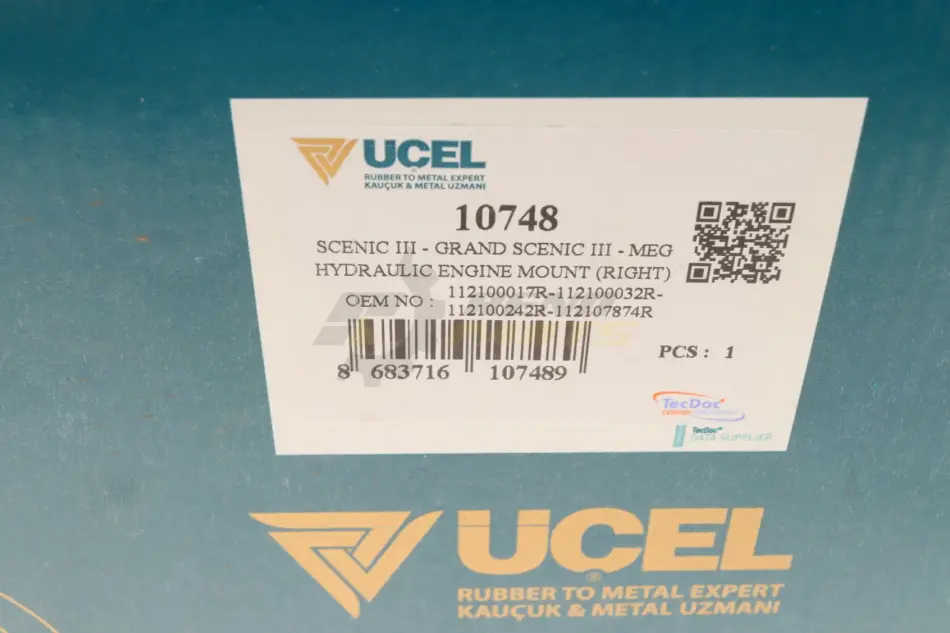 UÇEL
RUBBER TO METAL EXPERT
KAUÇUK & METAL UZMANI
10748
SCENIC III - GRAND SCENIC III - MEG
HYDRAULIC ENGINE MOUNT (RIGHT)
OEM NO : 112100017R-112100032R-
112100242R-112107874R
8 683716 107489
PCS : 1
TecDoc
CERTIFIED
TecDoc
DATA SUPPLIER
UÇEL
®
RUBBER TO METAL EXPERT
KAUÇUK & METAL UZMANI